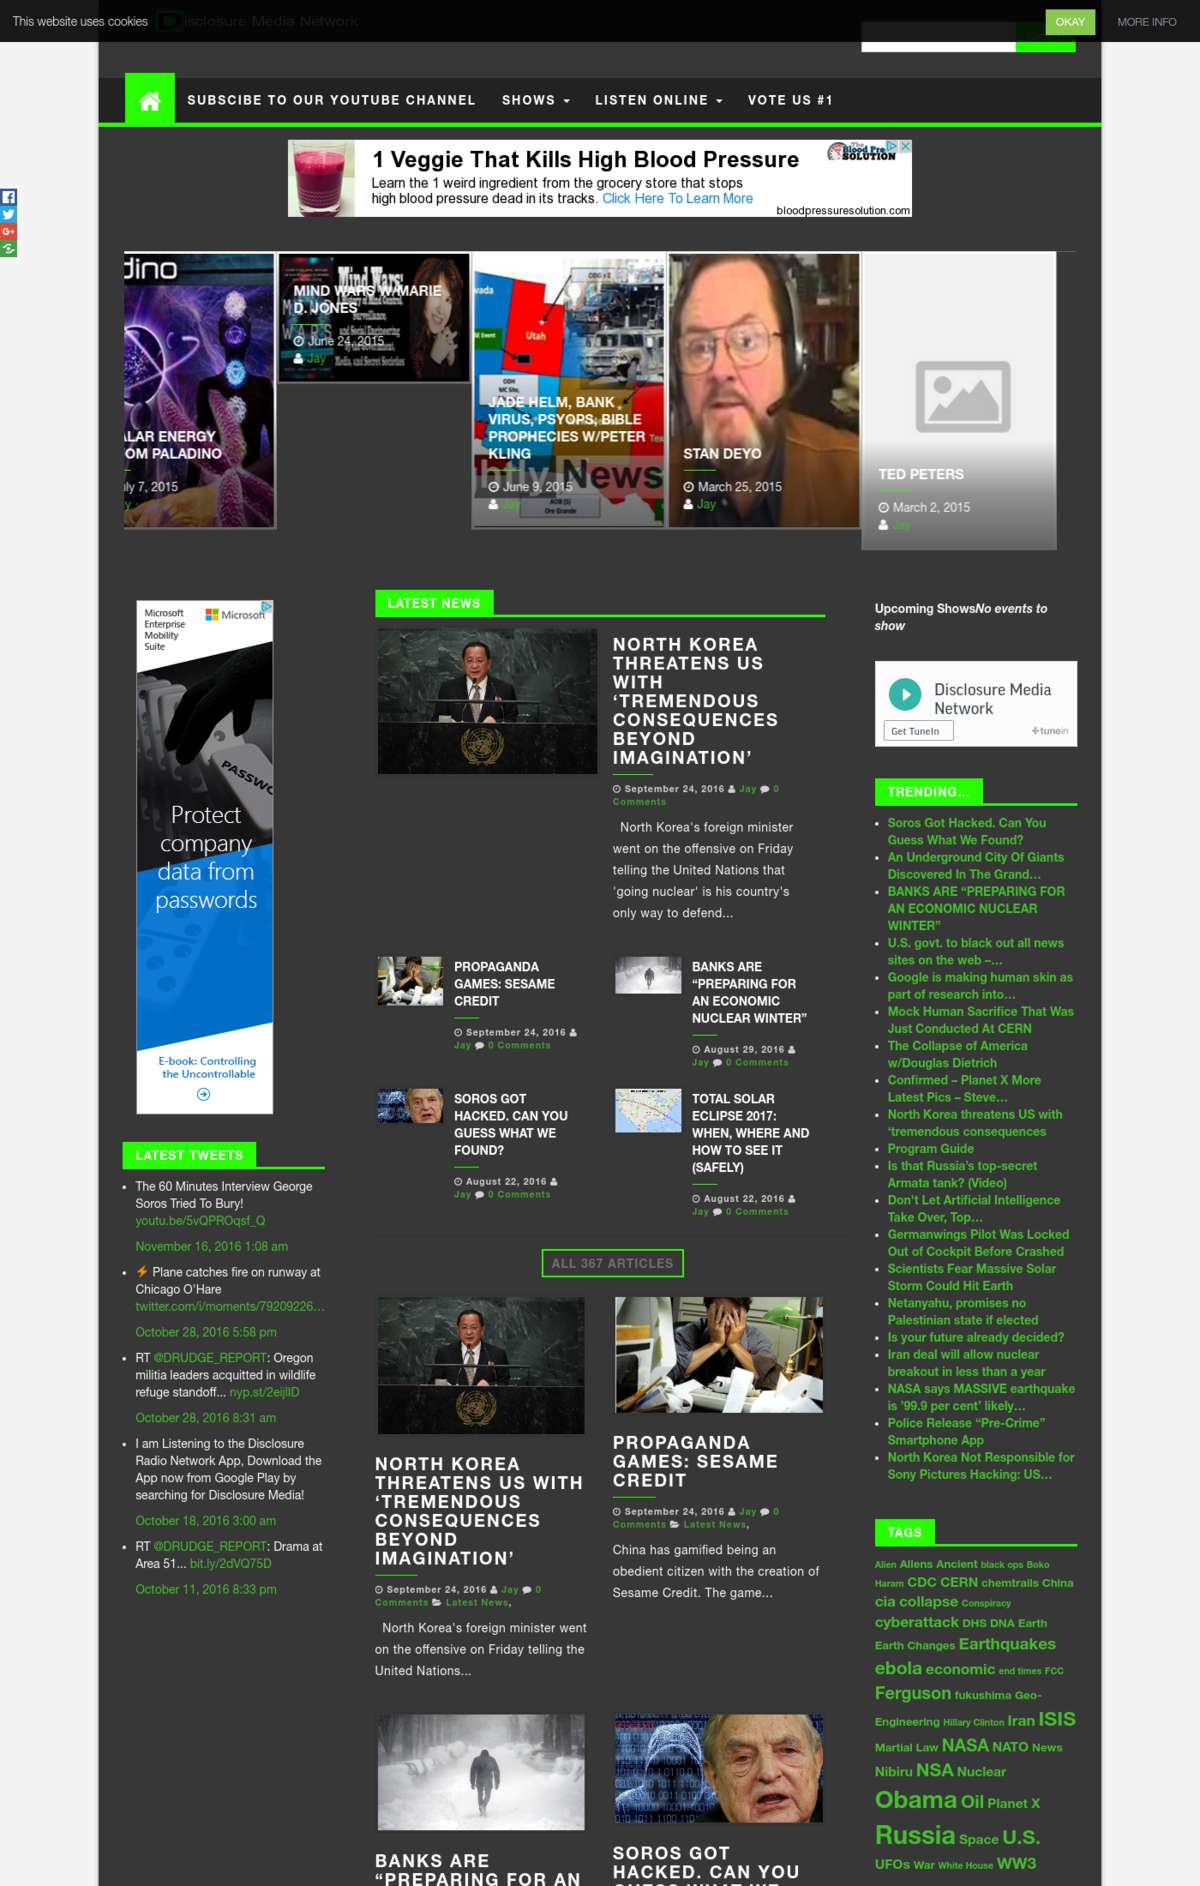 This website uses cookies
Disclosure Media Network
OKAY
MORE INFO
SUBSCIBE TO OUR YOUTUBE CHANNEL
SHOWS
LISTEN ONLINE
VOTE US #1
1 Veggie That Kills High Blood Pressure
Learn the 1 weird ingredient from the grocery store that stops
high blood pressure dead in its tracks. Click Here To Learn More
bloodpressuresolution.com
dino
ALAR ENERGY
OM PALADINO
ly 7, 2015
MIND WARS W/MARIE
D. JONES
June 24, 2015
Jay
Utah
JADE HELM, BANK
VIRUS, PSYOPS, BIBLE
PROPHECIES W/PETER
KLING
June 9, 2015
Jay
STAN DEYO
March 25, 2015
Jay
TED PETERS
March 2, 2015
Jay
Microsoft
Enterprise
Mobility
Suite
Microsoft
Protect
company
data from
passwords
E-book: Controlling
the Uncontrollable
LATEST TWEETS
The 60 Minutes Interview George
Soros Tried To Bury!
youtu.be/5vQPROqsf_Q
November 16, 2016 1:08 am
⚡ Plane catches fire on runway at
Chicago O'Hare
twitter.com/i/moments/79209226…
October 28, 2016 5:58 pm
RT @DRUDGE_REPORT: Oregon
militia leaders acquitted in wildlife
refuge standoff... nyp.st/2eijlID
October 28, 2016 8:31 am
I am Listening to the Disclosure
Radio Network App, Download the
App now from Google Play by
searching for Disclosure Media!
October 18, 2016 3:00 am
RT @DRUDGE_REPORT: Drama at
Area 51... bit.ly/2dVQ75D
October 11, 2016 8:33 pm
LATEST NEWS
NORTH KOREA
THREATENS US
WITH
‘TREMENDOUS
CONSEQUENCES
BEYOND
IMAGINATION’
September 24, 2016 Jay 0
Comments
North Korea's foreign minister
went on the offensive on Friday
telling the United Nations that
'going nuclear' is his country's
only way to defend...
PROPAGANDA
GAMES: SESAME
CREDIT
September 24, 2016
Jay 0 Comments
BANKS ARE
“PREPARING FOR
AN ECONOMIC
NUCLEAR WINTER”
August 29, 2016
Jay 0 Comments
SOROS GOT
HACKED. CAN YOU
GUESS WHAT WE
FOUND?
August 22, 2016
Jay 0 Comments
TOTAL SOLAR
ECLIPSE 2017:
WHEN, WHERE AND
HOW TO SEE IT
(SAFELY)
August 22, 2016
Jay 0 Comments
ALL 367 ARTICLES
NORTH KOREA
THREATENS US WITH
‘TREMENDOUS
CONSEQUENCES
BEYOND
IMAGINATION’
September 24, 2016 Jay 0
Comments Latest News,
North Korea's foreign minister went
on the offensive on Friday telling the
United Nations...
PROPAGANDA
GAMES: SESAME
CREDIT
September 24, 2016 Jay 0
Comments Latest News,
China has gamified being an
obedient citizen with the creation of
Sesame Credit. The game...
BANKS ARE
“PREPARING FOR AN
SOROS GOT
HACKED. CAN YOU
GUESS WHAT WE
Upcoming ShowsNo events to
show
Disclosure Media
Network
Get TuneIn
tunein
TRENDING…
Soros Got Hacked. Can You
Guess What We Found?
An Underground City Of Giants
Discovered In The Grand…
BANKS ARE “PREPARING FOR
AN ECONOMIC NUCLEAR
WINTER”
U.S. govt. to black out all news
sites on the web –…
Google is making human skin as
part of research into…
Mock Human Sacrifice That Was
Just Conducted At CERN
The Collapse of America
w/Douglas Dietrich
Confirmed – Planet X More
Latest Pics – Steve…
North Korea threatens US with
‘tremendous consequences
Program Guide
Is that Russia’s top-secret
Armata tank? (Video)
Don't Let Artificial Intelligence
Take Over, Top…
Germanwings Pilot Was Locked
Out of Cockpit Before Crashed
Scientists Fear Massive Solar
Storm Could Hit Earth
Netanyahu, promises no
Palestinian state if elected
Is your future already decided?
Iran deal will allow nuclear
breakout in less than a year
NASA says MASSIVE earthquake
is ’99.9 per cent’ likely…
Police Release “Pre-Crime”
Smartphone App
North Korea Not Responsible for
Sony Pictures Hacking: US…
TAGS
Alien Aliens Ancient black ops Boko
Haram CDC CERN chemtrails China
cia collapse Conspiracy
cyberattack DHS DNA Earth
Earth Changes Earthquakes
ebola economic end times FCC
Ferguson fukushima Geo-
Engineering Hillary Clinton Iran ISIS
Martial Law NASA NATO News
Nibiru NSA Nuclear
Obama Oil Planet X
Russia Space U.S.
UFOs War White House WW3